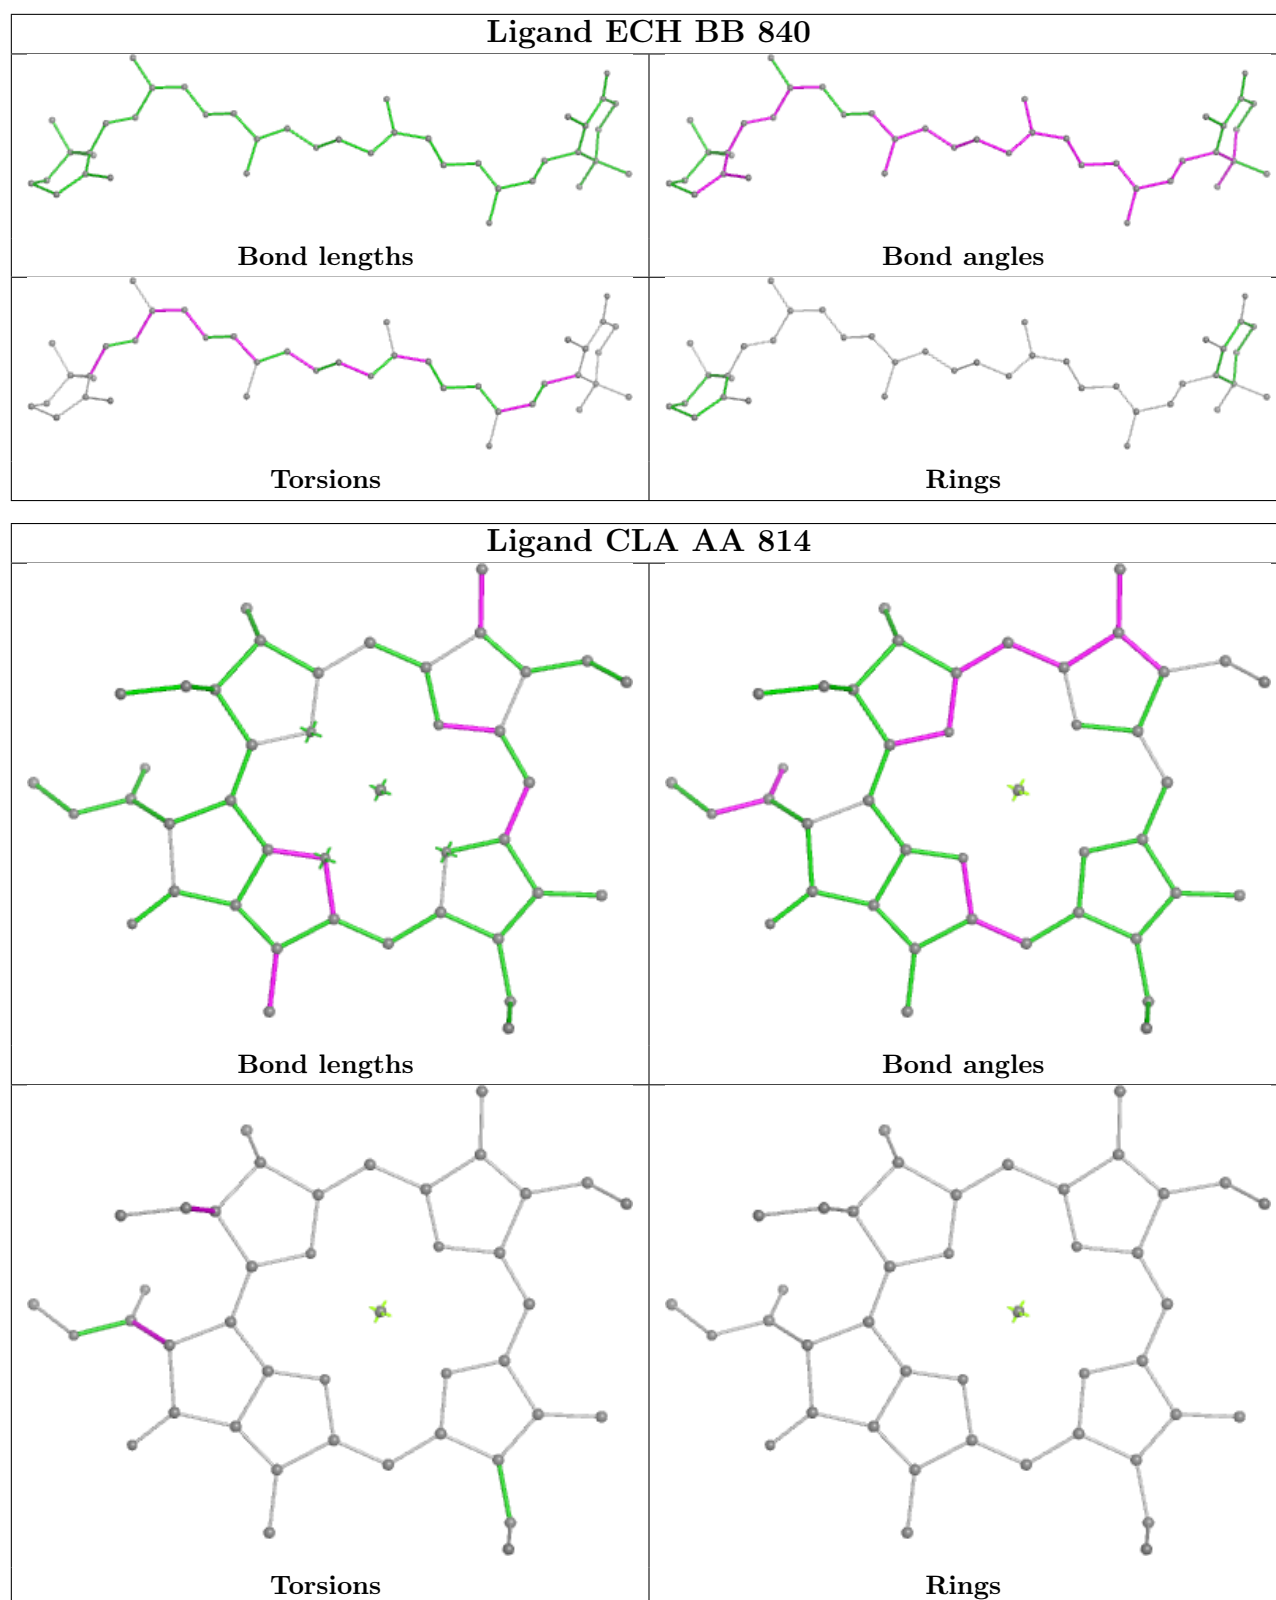 Ligand ECH BB 840
Bond lengths
Bond angles
Torsions
Rings
Ligand CLA AA 814
Bond lengths
Bond angles
Torsions
Rings